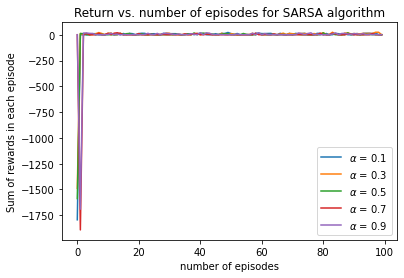 Return vs. number of episodes for SARSA algorithm
Sum of rewards in each episode
0
−250
−500
−750
−1000
−1250
−1500
−1750
α = 0.1
α = 0.3
α = 0.5
α = 0.7
α = 0.9
0 20 40 60 80 100
number of episodes